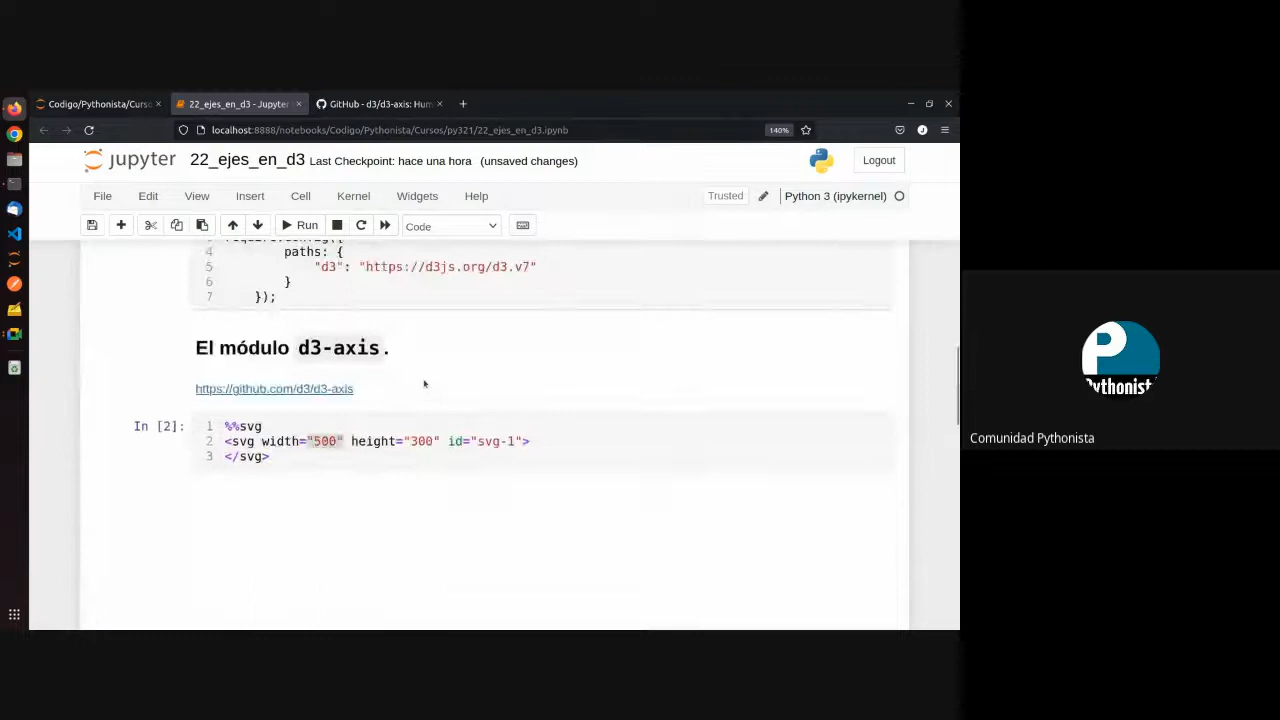 Codigo/Pythonista/Curso
22_ejes_en_d3 - Jupyter
GitHub - d3/d3-axis: Hum
localhost:8888/notebooks/Codigo/Pythonista/Cursos/py321/22_ejes_en_d3.ipynb
140%
jupyter 22_ejes_en_d3 Last Checkpoint: hace una hora (unsaved changes)
Logout
File Edit View Insert Cell Kernel Widgets Help
Trusted
Python 3 (ipykernel)
Run
Code
4 paths: {
5 "d3": "https://d3js.org/d3.v7"
6 }
7 });
El módulo d3-axis.
https://github.com/d3/d3-axis
In [2]:
1 %%svg
2 <svg width="500" height="300" id="svg-1">
3 </svg>
P
ythonist
Comunidad Pythonista